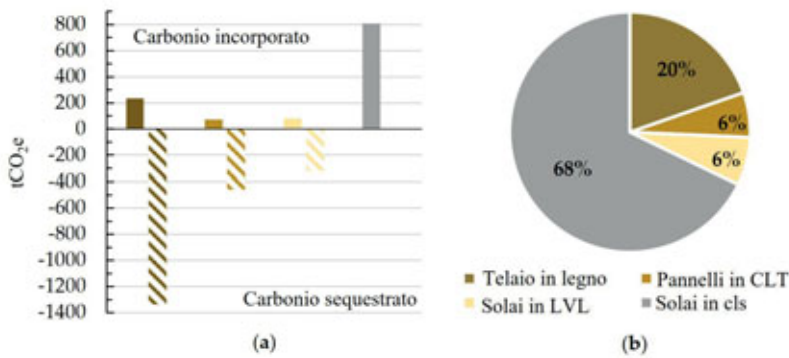 800
Carbonio incorporato
600
400
200
0
-200
-400
-600
-800
-1000
-1200
Carbonio sequestrato
-1400
tCO₂e
(a)
20%
6%
6%
68%
Telaio in legno
Pannelli in CLT
Solai in LVL
Solai in cls
(b)